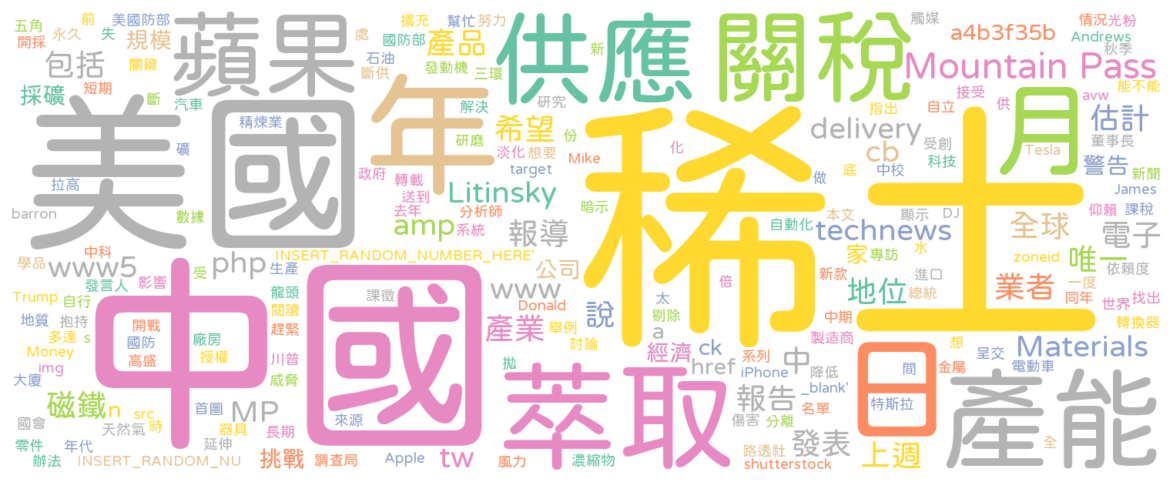 五角 永久 前 失 美國防部 擴充 幫忙 努力 觸媒 情況 光粉
開採 關鍵 規模 蘋果 處 國防部 產品 供應 關稅 a4b3f35b Andrews
包括 斷供 石油 發動機 三環 新 Mountain Pass 秋季
採礦 短期 斷 汽車 年 解決 研究 月 接受 avw 能不能
美國 精煉業 希望 研磨 份 稀土 delivery 指出 自立 供 估計
礦 淡化 想要 化 cb 受創 董事長
拉高 政府 轉載 Mike target 底 中校 科技 Tesla 警告 新聞
barron 數據 送到 Litinsky 做 James
去年 分析師 暗示 technews 顯示 DJ 全球 仰賴 課稅
中科 amp 系統 報導 自動化 本文 水 電子
學品 www5 php INSERT_RANDOM_NUMBER_HERE 公司 家 專訪 進口 zoneid 唯一 依賴度
發言人 影響 受 生產 倍 新款 總統 一度
Trump 自行 龍頭 課徵 www Donald 說 太 地位 業者 同年 世界 找出
地質 抱持 開戰 閱讀 剔除 中期 轉換器
多達 s 國防 廠房 趕緊 產業 舉例 a 製造商 想
Money 高盛 授權 川普 中國 討論 經濟 ck 系列 中 日 間 呈交 Materials
img 威脅 拋 href iPhone 降低 金屬 電動車
大廈 磁鐵 n 首圖 來源 萃取 報告 _blank' 名單 特斯拉 產能
src 時 MP 傷害 分離
國會 天然氣 器具 長期 發表 全
零件 年代 延伸 路透社 上週
辦法 INSERT_RANDOM_NU 挑戰 調查局 Apple tw 風力 濃縮物 shutterstock